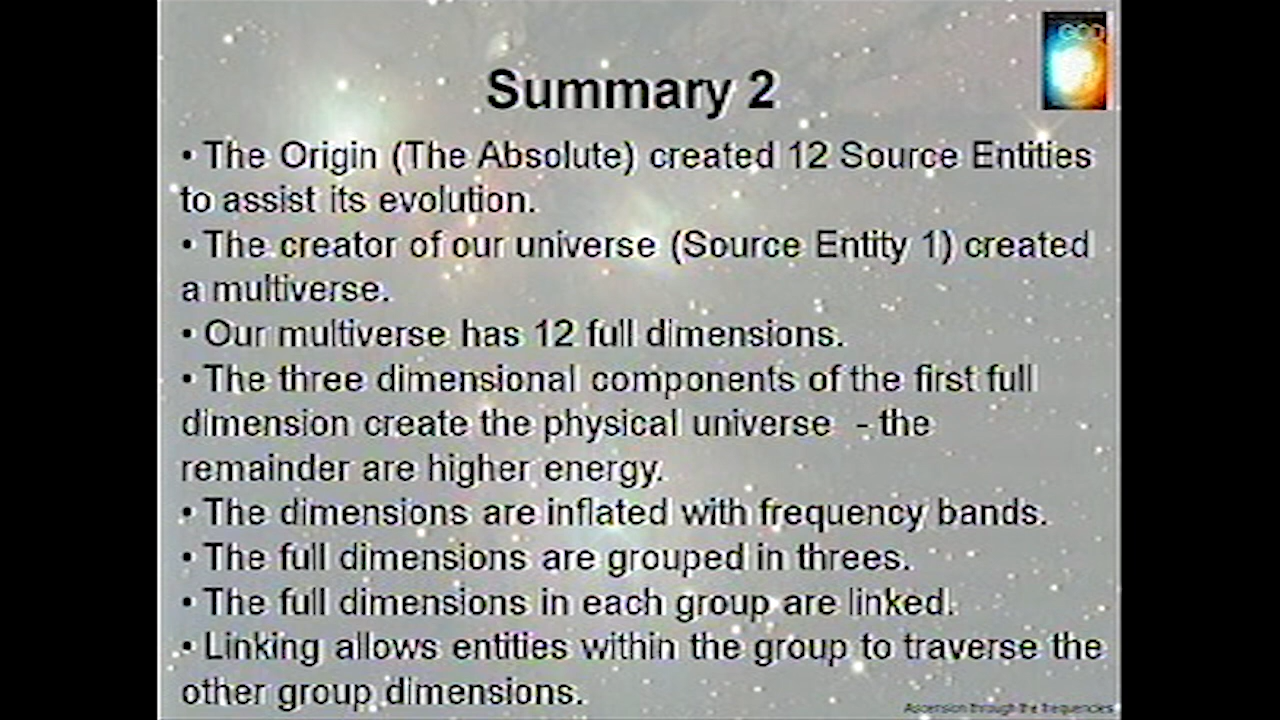 GOD
Summary 2
• The Origin (The Absolute) created 12 Source Entities
to assist its evolution.
• The creator of our universe (Source Entity 1) created
a multiverse.
• Our multiverse has 12 full dimensions.
• The three dimensional components of the first full
dimension create the physical universe - the
remainder are higher energy.
• The dimensions are inflated with frequency bands.
• The full dimensions are grouped in threes.
• The full dimensions in each group are linked.
• Linking allows entities within the group to traverse the
other group dimensions.
Ascension through the frequencies